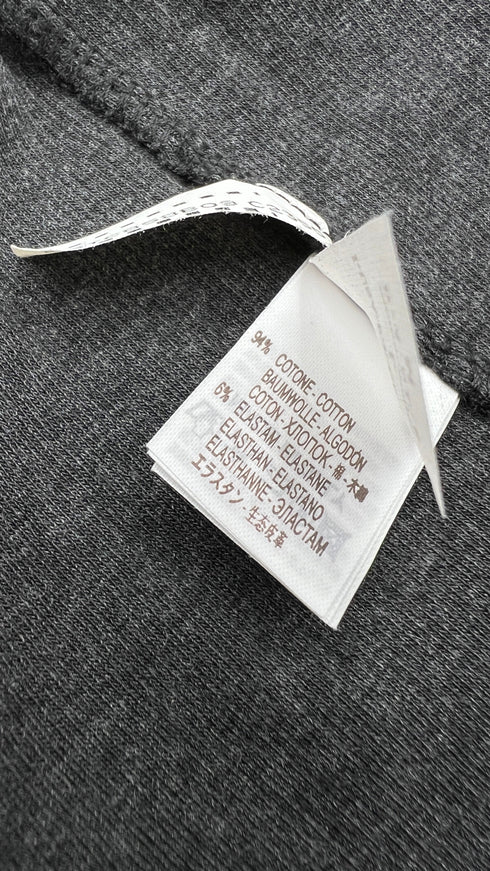 94% COTONE - COTTON
BAUMWOLLE - ALGODÓN
COTON - ХЛОПОК - 綿 - 木綿
6% ELASTAM. ELASTANE
ELASTHAN - ELASTANO
ELASTHANNE - ЭЛАСТАМ
エラスタン - 生态皮革